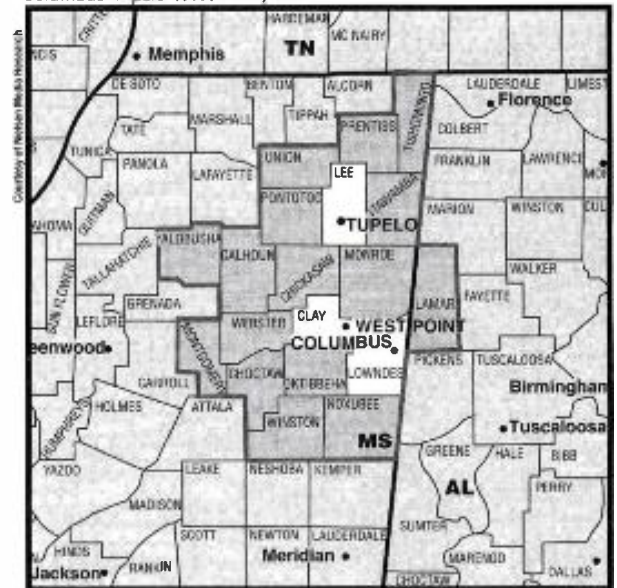 HARDEMAN
MC NAIRY
TN
Memphis
DE SOTO
BENTON
ALCORN
LAUDERDALE
Florence
TIPPAH
MARSHALL
PRENTISS
TISHOMINGO
COLBERT
TATE
TUNICA
PANOLA
UNION
LEE
FRANKLIN
LAWRENCE
LAFAYETTE
PONTOTOC
ITAWAMBA
QUITMAN
TUPELO
MARION
WINSTON
YALOBUSHA
CALHOUN
MONROE
TALLAHATCHIE
CHICKASAW
WALKER
LAMAR
FAYETTE
GRENADA
CLAY
LEFLORE
WEBSTER
WEST POINT
COLUMBUS
MONTGOMERY
CHOCTAW
OKTIBBEHA
LOWNDES
PICKENS
TUSCALOOSA
CARROLL
Birmingham
HOLMES
ATTALA
WINSTON
NOXUBEE
MS
Tuscaloosa
HUMPHREYS
GREENE
HALE
BIBB
YAZOO
LEAKE
NESHOBA
KEMPER
AL
PERRY
MADISON
SUMTER
SCOTT
NEWTON
LAUDERDALE
HINDS
Meridian
MARENGO
Jackson
RANKIN
DALLAS
CHOCTAW
Courtesy of Nielsen Media Research